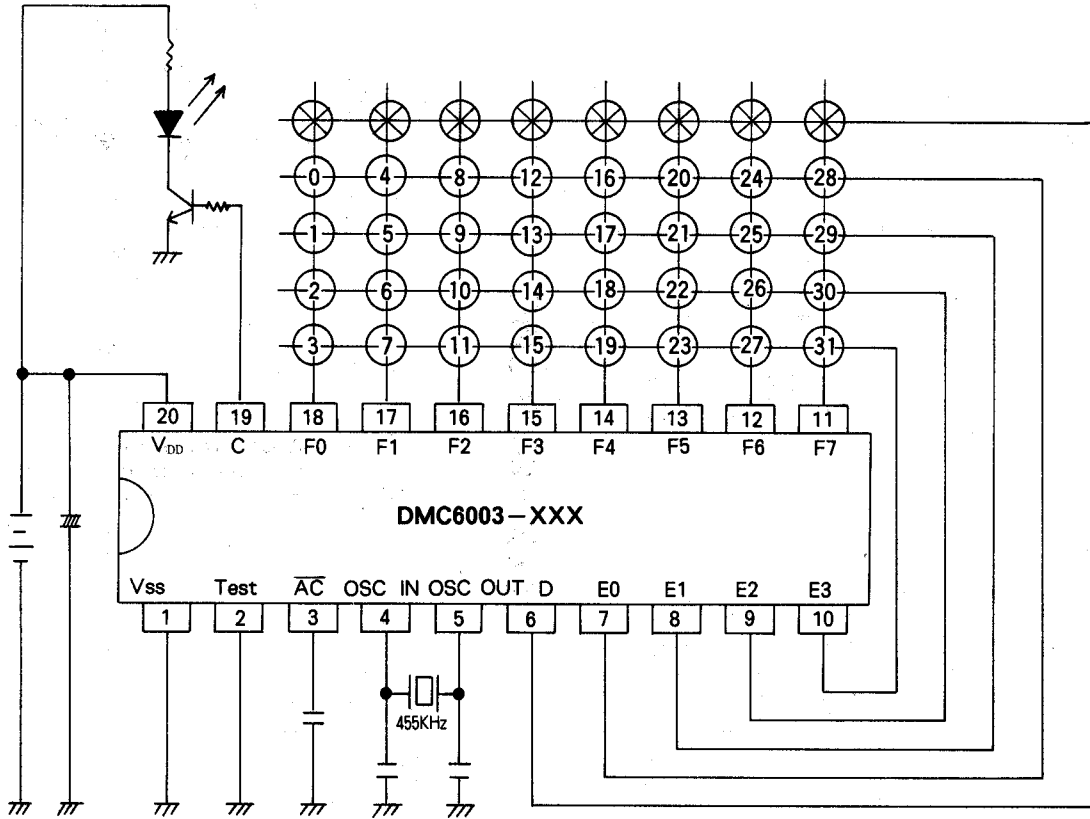 0 4 8 12 16 20 24 28
1 5 9 13 17 21 25 29
2 6 10 14 18 22 26 30
3 7 11 15 19 23 27 31
20 19 18 17 16 15 14 13 12 11
VDD C F0 F1 F2 F3 F4 F5 F6 F7
DMC6003-XXX
Vss Test AC OSC IN OSC OUT D E0 E1 E2 E3
1 2 3 4 5 6 7 8 9 10
455KHz